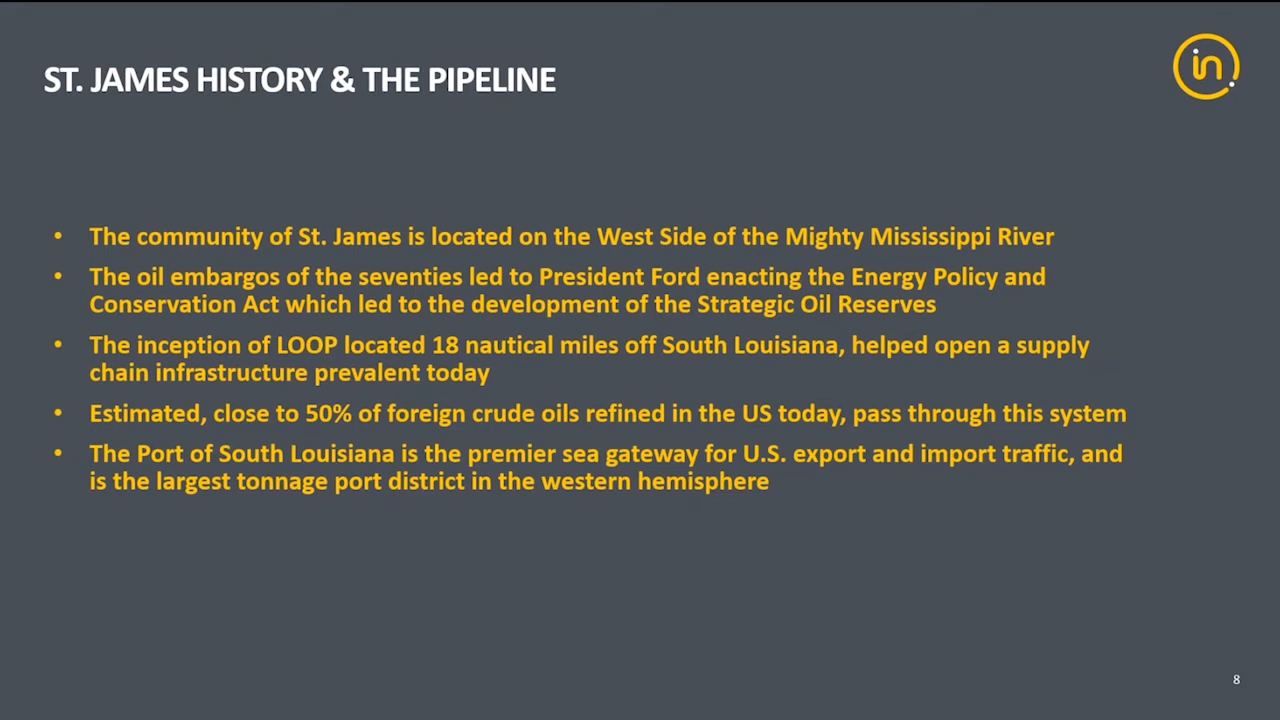 ST. JAMES HISTORY & THE PIPELINE
in
• The community of St. James is located on the West Side of the Mighty Mississippi River
• The oil embargos of the seventies led to President Ford enacting the Energy Policy and
Conservation Act which led to the development of the Strategic Oil Reserves
• The inception of LOOP located 18 nautical miles off South Louisiana, helped open a supply
chain infrastructure prevalent today
• Estimated, close to 50% of foreign crude oils refined in the US today, pass through this system
• The Port of South Louisiana is the premier sea gateway for U.S. export and import traffic, and
is the largest tonnage port district in the western hemisphere
8